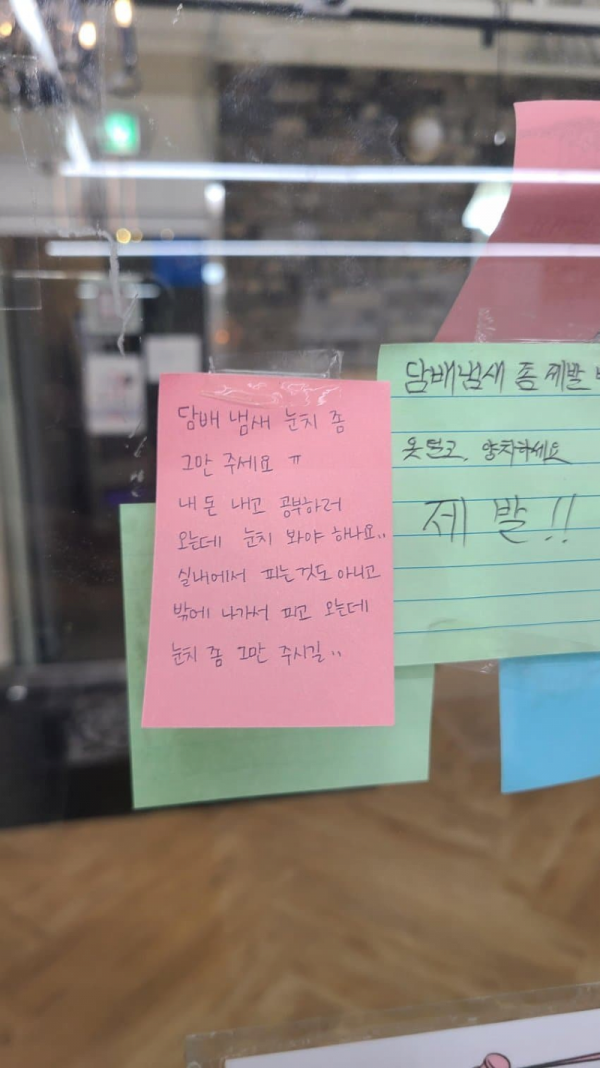 담배 냄새 눈치 좀
그만 주세요 ㅠ
내 돈 내고 공부하러
오는데 눈치 봐야 하나요..
실내에서 피는것도 아니고
밖에 나가서 피고 오는데
눈치 좀 그만 주시길..
담배냄새 좀 제발
옷털고, 양치하세요
제발!!